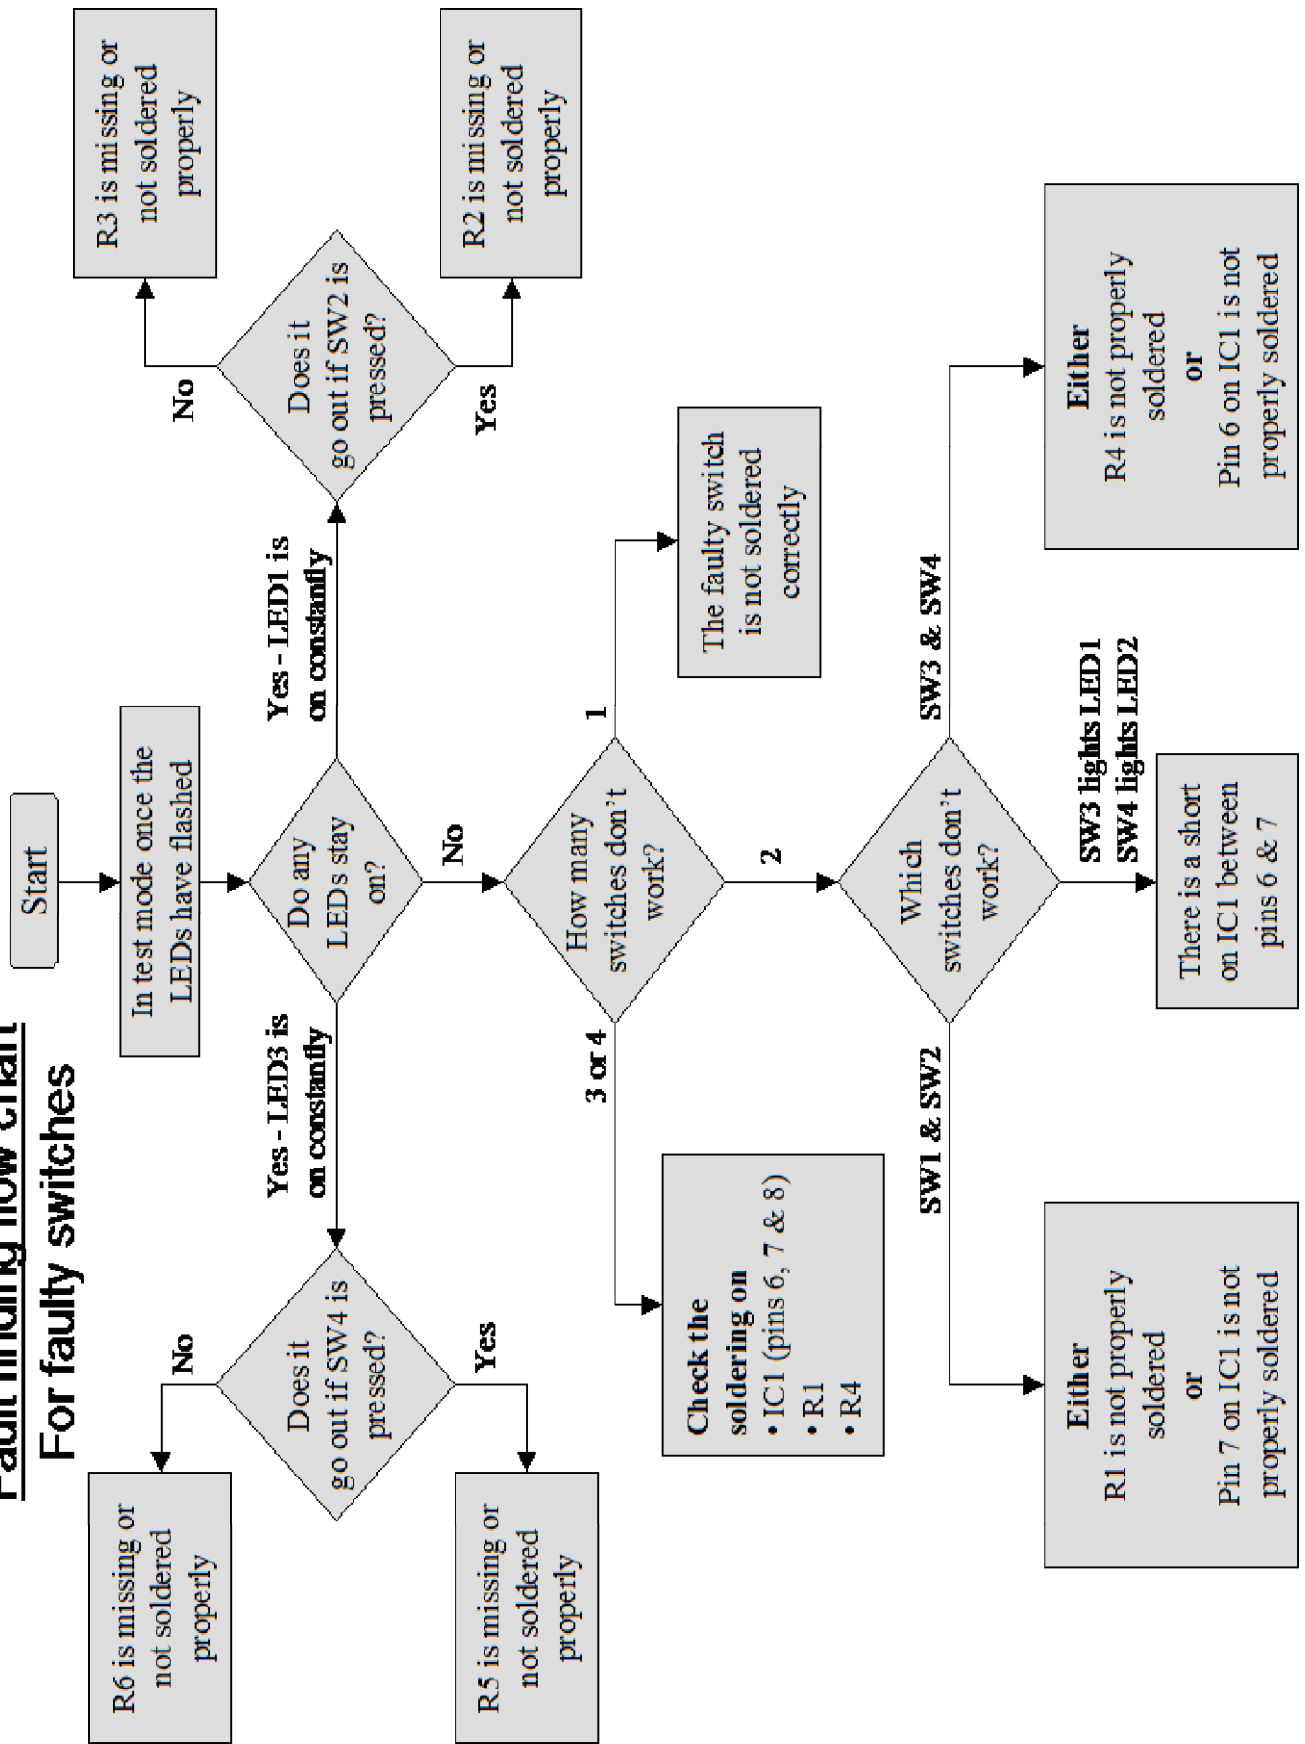 Fault finding flow chart
For faulty switches
Start
In test mode once the
LEDs have flashed
Do any
LEDs stay
on?
Yes - LED3 is
on constantly
Yes - LED1 is
on constantly
No
Does it
go out if SW4 is
pressed?
No
Yes
R6 is missing or
not soldered
properly
R5 is missing or
not soldered
properly
Does it
go out if SW2 is
pressed?
No
Yes
R3 is missing or
not soldered
properly
R2 is missing or
not soldered
properly
How many
switches don't
work?
3 or 4
1
2
Check the
soldering on
• IC1 (pins 6, 7 & 8)
• R1
• R4
The faulty switch
is not soldered
correctly
Which
switches don't
work?
SW1 & SW2
SW3 & SW4
SW3 lights LED1
SW4 lights LED2
Either
R1 is not properly
soldered
or
Pin 7 on IC1 is not
properly soldered
There is a short
on IC1 between
pins 6 & 7
Either
R4 is not properly
soldered
or
Pin 6 on IC1 is not
properly soldered